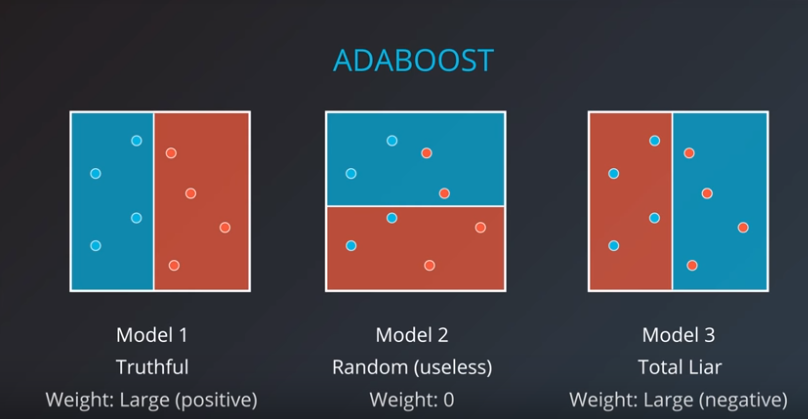 ADABOOST
Model 1
Truthful
Weight: Large (positive)
Model 2
Random (useless)
Weight: 0
Model 3
Total Liar
Weight: Large (negative)